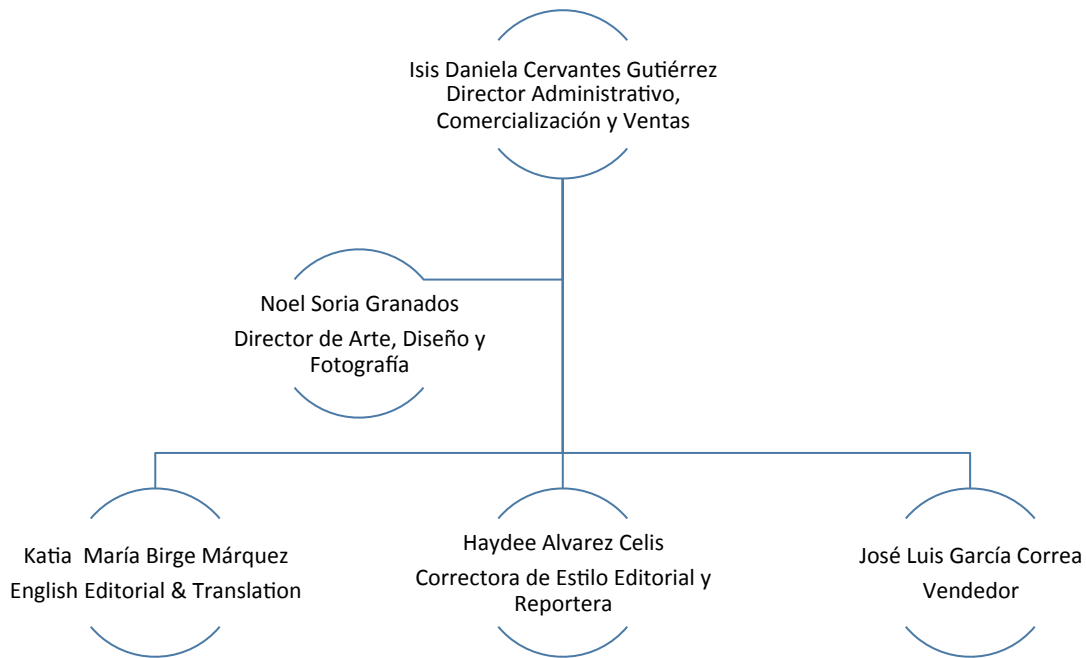 Isis Daniela Cervantes Gutiérrez
Director Administrativo,
Comercialización y Ventas
Noel Soria Granados
Director de Arte, Diseño y
Fotografía
Katia María Birge Márquez
English Editorial & Translation
Haydee Alvarez Celis
Correctora de Estilo Editorial y
Reportera
José Luis García Correa
Vendedor